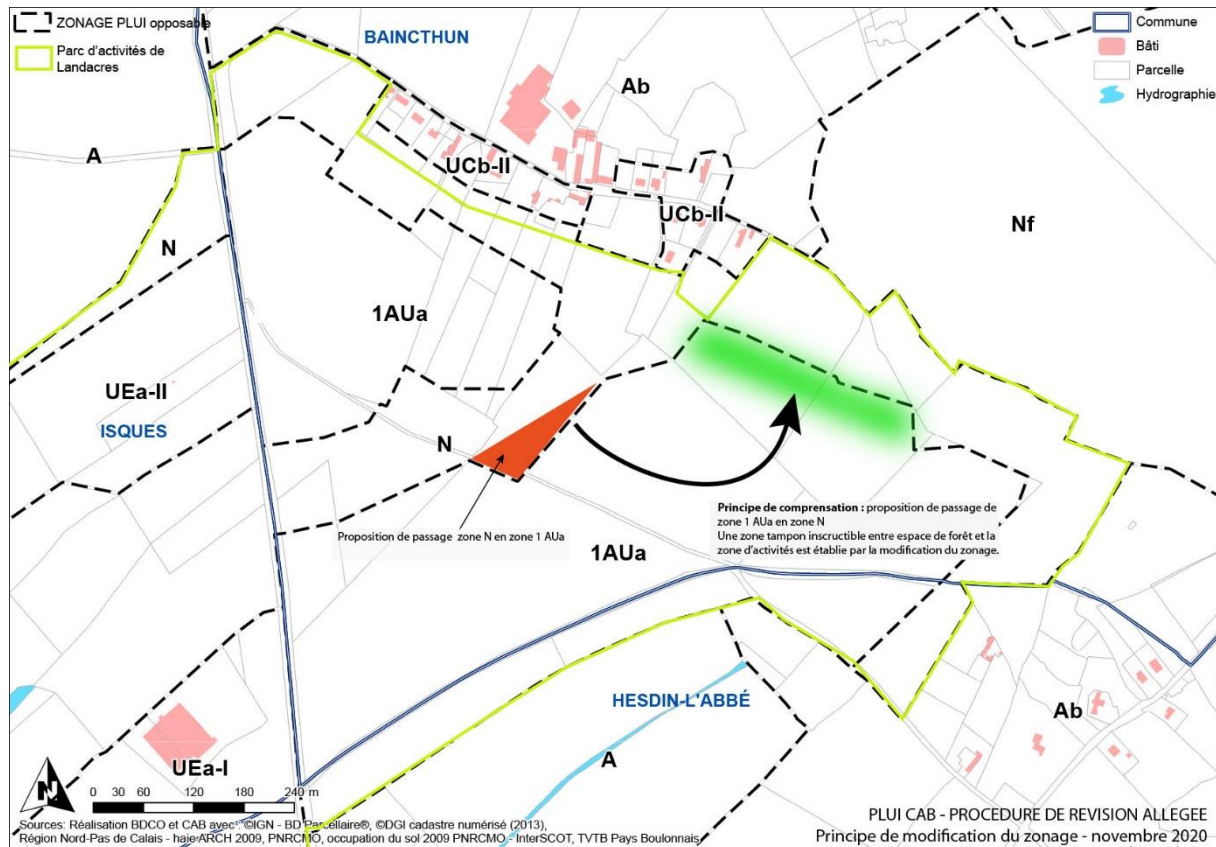 ZONAGE PLUI opposable
Parc d'activités de
Landacres
BAINCTHUN
Ab
Commune
Bâti
Parcelle
Hydrographie
A
UCb-II
UCb-II
N
Nf
1AUa
UEa-II
ISQUES
N
Proposition de passage zone N en zone 1 AUa
Principe de comprensation : proposition de passage de
zone 1 AUa en zone N
Une zone tampon inscructible entre espace de forêt et la
zone d'activités est établie par la modification du zonage.
1AUa
HESDIN-L'ABBÉ
Ab
A
UEa-I
N
0 30 60 120 180 240 m
Sources: Réalisation BDCO et CAB avec : ©IGN - BD Parcellaire®, ©DGI cadastre numérisé (2013),
Région Nord-Pas de Calais - haie ARCH 2009, PNRCMO, occupation du sol 2009 PNRCMO - InterSCOT, TVTB Pays Boulonnais
PLUI CAB - PROCEDURE DE REVISION ALLEGEE
Principe de modification du zonage - novembre 2020